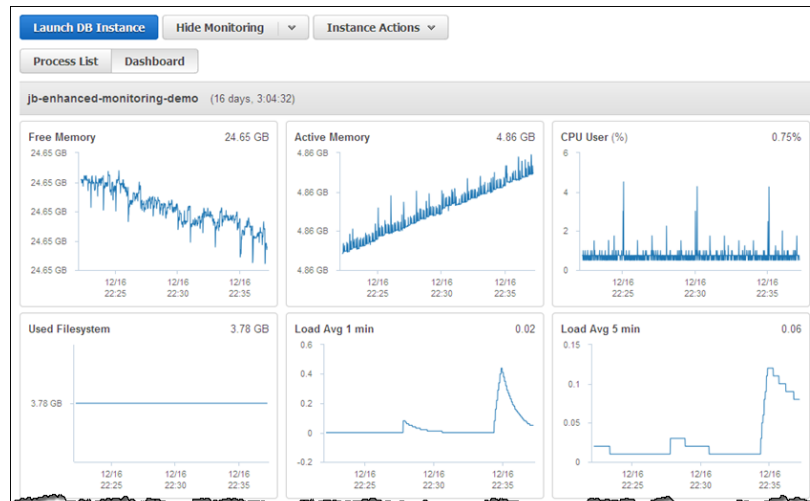 Launch DB Instance Hide Monitoring Instance Actions
Process List Dashboard
jb-enhanced-monitoring-demo (16 days, 3:04:32)
Free Memory 24.65 GB
24.65 GB
24.65 GB
24.65 GB
24.65 GB
24.65 GB
12/16 12/16 12/16
22:25 22:30 22:35
Active Memory 4.86 GB
4.86 GB
4.86 GB
4.86 GB
4.86 GB
12/16 12/16 12/16
22:25 22:30 22:35
CPU User (%) 0.75%
6
4
2
0
12/16 12/16 12/16
22:25 22:30 22:35
Used Filesystem 3.78 GB
3.78 GB
12/16 12/16 12/16
22:25 22:30 22:35
Load Avg 1 min 0.02
0.6
0.4
0.2
0
-0.2
12/16 12/16 12/16
22:25 22:30 22:35
Load Avg 5 min 0.06
0.15
0.1
0.05
0
12/16 12/16 12/16
22:25 22:30 22:35